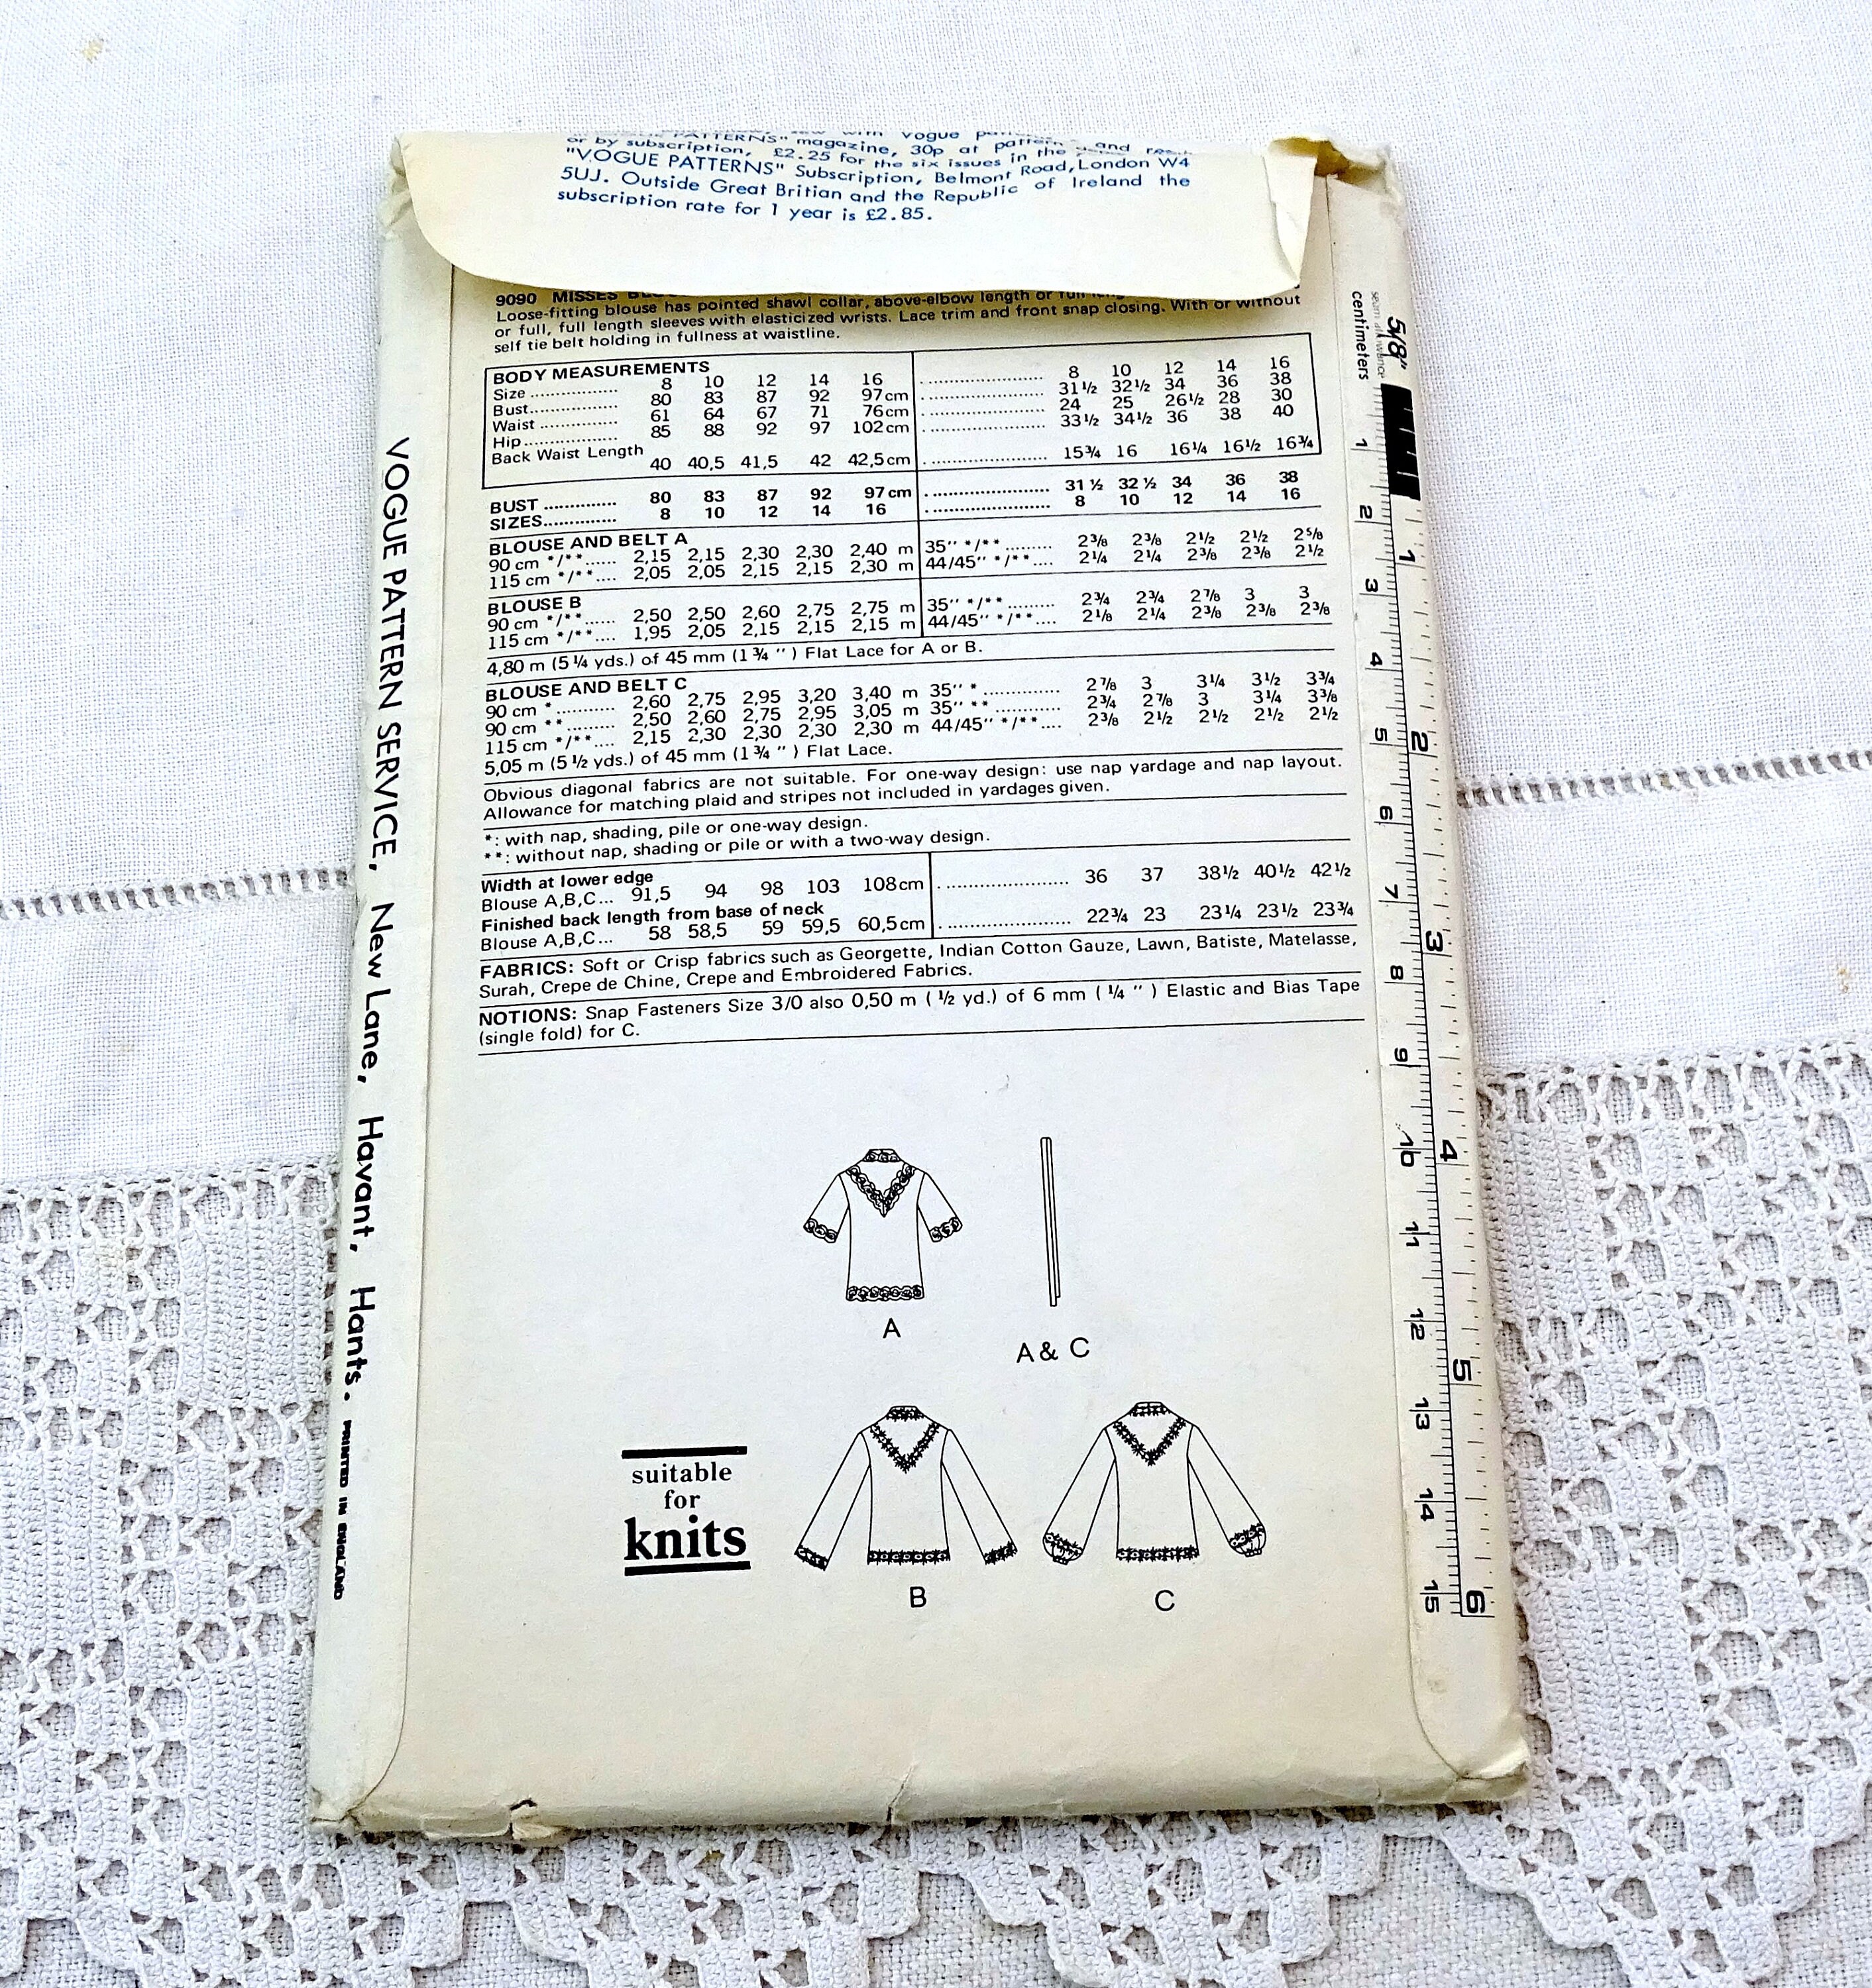 with vogue
PATTERNS" magazine, 30p at pattern and
or by subscription, £2.25 for the six issues in the
"VOGUE PATTERNS" Subscription, Belmont Road, London W4
5UJ. Outside Great Britian and the Republic of Ireland the
subscription rate for 1 year is £2.85.
9090 MISSES
Loose-fitting blouse has pointed shawl collar, above-elbow length or
or full, full length sleeves with elasticized wrists. Lace trim and front snap closing. With or without
self tie belt holding in fullness at waistline.
BODY MEASUREMENTS
Size .............. 8 10 12 14 16 .............. 8 10 12 14 16
Bust.............. 80 83 87 92 97cm .............. 31½ 32½ 34 36 38
Waist .............. 61 64 67 71 76cm .............. 24 25 26½ 28 30
Hip.............. 85 88 92 97 102cm .............. 33½ 34½ 36 38 40
Back Waist Length
40 40,5 41,5 42 42,5cm .............. 15¾ 16 16¼ 16½ 16¾
BUST .............. 80 83 87 92 97cm .............. 31½ 32½ 34 36 38
SIZES.............. 8 10 12 14 16 .............. 8 10 12 14 16
BLOUSE AND BELT A
90 cm */**...... 2,15 2,15 2,30 2,30 2,40 m 35'' */** ......... 2⅜ 2⅜ 2½ 2½ 2⅝
115 cm */**.... 2,05 2,05 2,15 2,15 2,30 m 44/45'' */**.... 2¼ 2¼ 2⅜ 2⅜ 2½
BLOUSE B
90 cm */**...... 2,50 2,50 2,60 2,75 2,75 m 35'' */** ......... 2¾ 2¾ 2⅞ 3 3
115 cm */**.... 1,95 2,05 2,15 2,15 2,15 m 44/45'' */**.... 2⅛ 2¼ 2⅜ 2⅜ 2⅜
4,80 m (5¼ yds.) of 45 mm (1¾ '' ) Flat Lace for A or B.
BLOUSE AND BELT C
90 cm * ........... 2,60 2,75 2,95 3,20 3,40 m 35'' * .............. 2⅞ 3 3¼ 3½ 3¾
90 cm ** ......... 2,50 2,60 2,75 2,95 3,05 m 35'' ** ............. 2¾ 2⅞ 3 3¼ 3⅜
115 cm */**.... 2,15 2,30 2,30 2,30 2,30 m 44/45'' */**.... 2⅜ 2½ 2½ 2½ 2½
5,05 m (5½ yds.) of 45 mm (1¾ '' ) Flat Lace.
Obvious diagonal fabrics are not suitable. For one-way design: use nap yardage and nap layout.
Allowance for matching plaid and stripes not included in yardages given.
*: with nap, shading, pile or one-way design.
**: without nap, shading or pile or with a two-way design.
Width at lower edge
Blouse A,B,C... 91,5 94 98 103 108cm .............. 36 37 38½ 40½ 42½
Finished back length from base of neck
Blouse A,B,C... 58 58,5 59 59,5 60,5cm .............. 22¾ 23 23¼ 23½ 23¾
FABRICS: Soft or Crisp fabrics such as Georgette, Indian Cotton Gauze, Lawn, Batiste, Matelasse,
Surah, Crepe de Chine, Crepe and Embroidered Fabrics.
NOTIONS: Snap Fasteners Size 3/0 also 0,50 m ( ½ yd.) of 6 mm ( ¼ '' ) Elastic and Bias Tape
(single fold) for C.
A
A & C
suitable
for
knits
B
C
VOGUE PATTERN SERVICE, New Lane, Havant, Hants. PRINTED IN ENGLAND
5/8"
seam allowance
centimeters
1 2 3 4 5 6 7 8 9 10 11 12 13 14 15
1 2 3 4 5 6